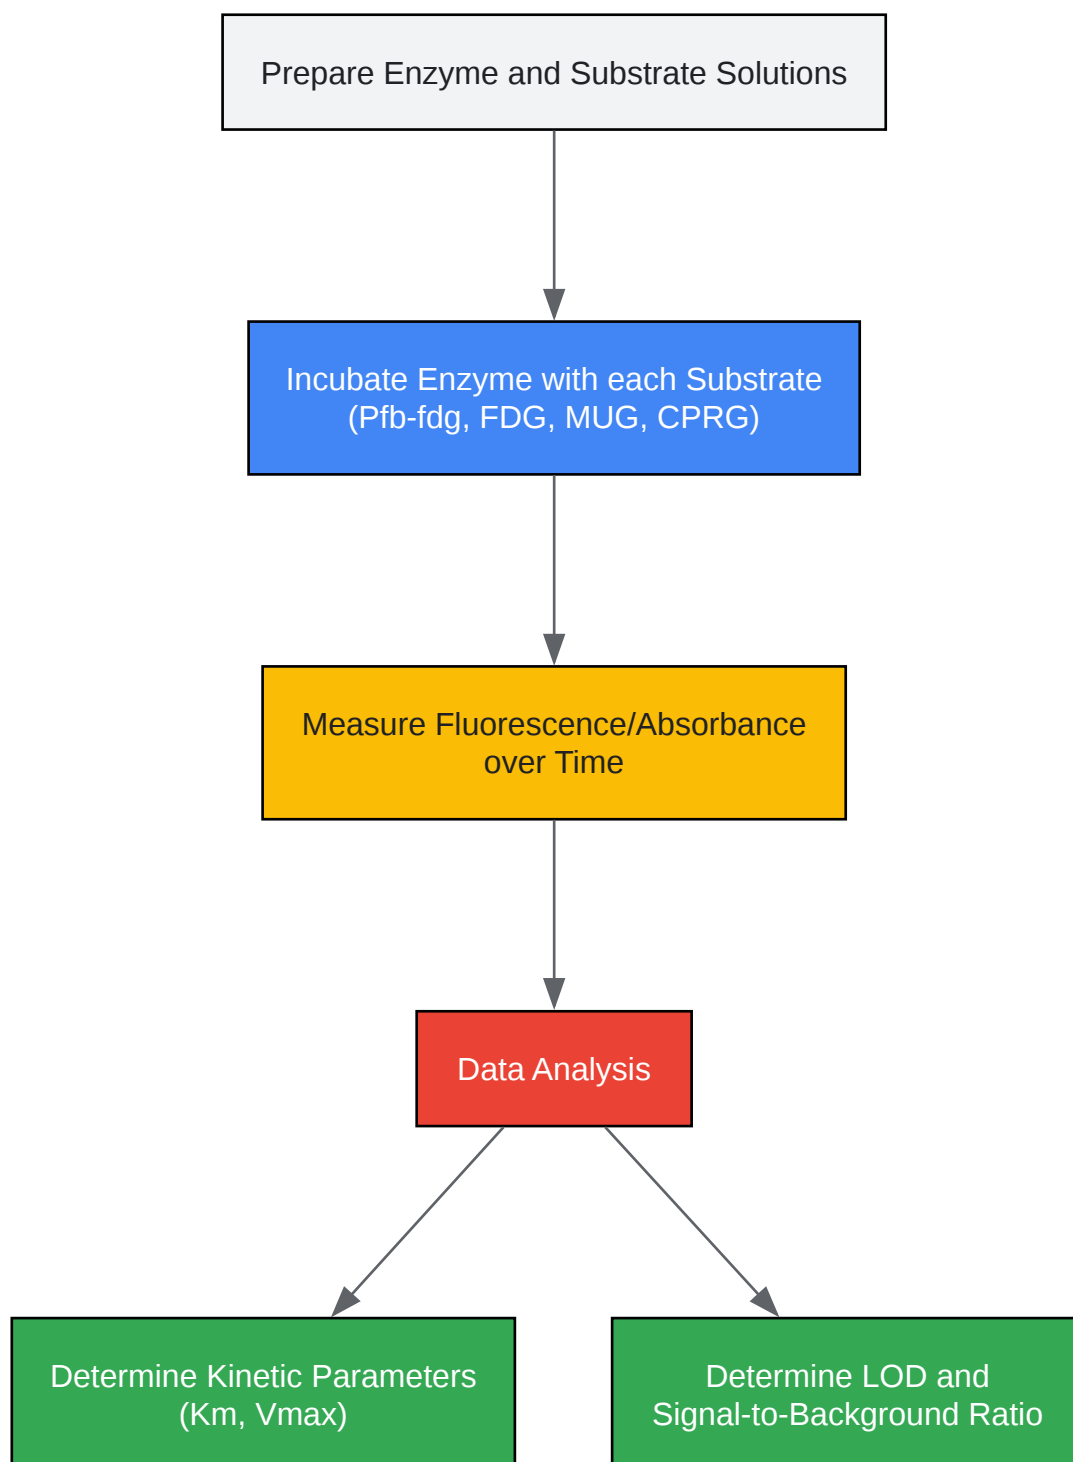 Prepare Enzyme and Substrate Solutions
Incubate Enzyme with each Substrate
(Pfb-fdg, FDG, MUG, CPRG)
Measure Fluorescence/Absorbance
over Time
Data Analysis
Determine Kinetic Parameters
(Km, Vmax)
Determine LOD and
Signal-to-Background Ratio